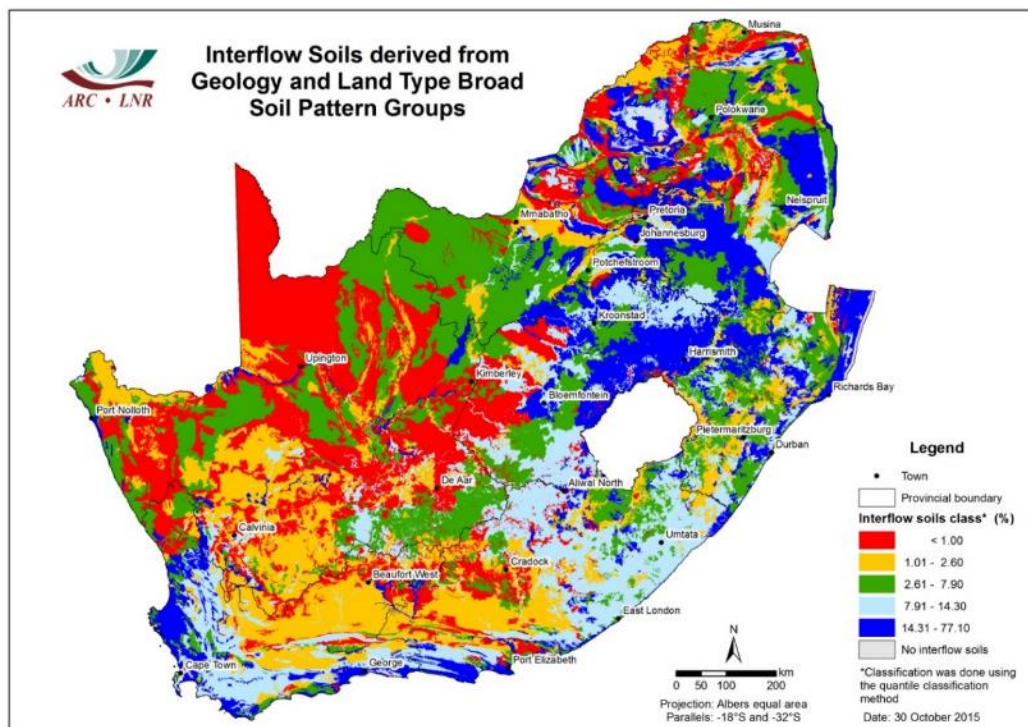 ARC • LNR
Interflow Soils derived from
Geology and Land Type Broad
Soil Pattern Groups
Musina
Polokwane
Nelspruit
Mmabatho
Pretoria
Johannesburg
Potchefstroom
Kroonstad
Harrismith
Upington
Kimberley
Bloemfontein
Richards Bay
Port Nolloth
Pietermaritzburg
Durban
De Aar
Aliwal North
Umtata
Calvinia
Cradock
Beaufort West
East London
Cape Town
George
Port Elizabeth
Legend
Town
Provincial boundary
Interflow soils class* (%)
< 1.00
1.01 - 2.60
2.61 - 7.90
7.91 - 14.30
14.31 - 77.10
No interflow soils
*Classification was done using
the quantile classification
method
Date: 30 October 2015
N
0 50 100 200
km
Projection: Albers equal area
Parallels: -18°S and -32°S